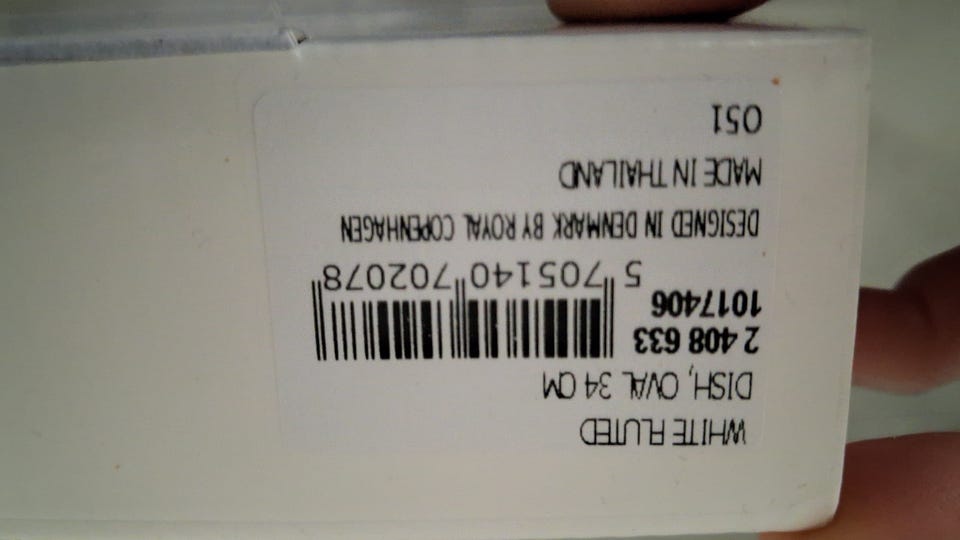 WHITE FLUTED
DISH, OVAL 34 CM
2 408 633
1017406
5 705140 702078
DESIGNED IN DENMARK BY ROYAL COPENHAGEN
MADE IN THAILAND
051